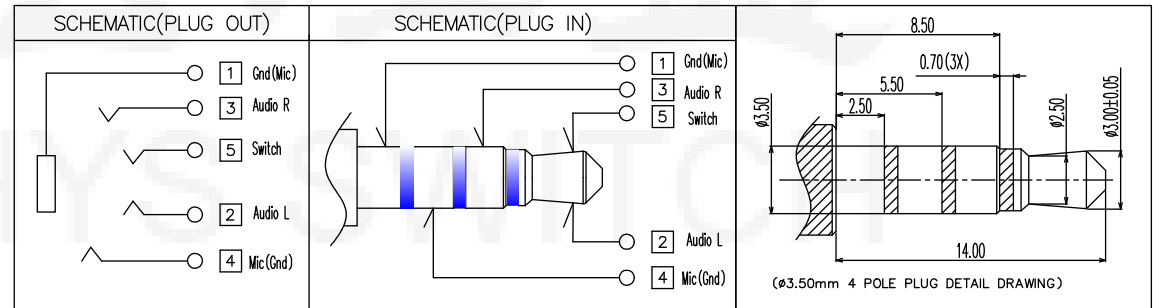 SCHEMATIC(PLUG OUT)
1 Gnd(Mic)
3 Audio R
5 Switch
2 Audio L
4 Mic(Gnd)
SCHEMATIC(PLUG IN)
1 Gnd(Mic)
3 Audio R
5 Switch
2 Audio L
4 Mic(Gnd)
8.50
0.70(3X)
5.50
2.50
ø3.50
ø2.50
ø3.00±0.05
14.00
(ø3.50mm 4 POLE PLUG DETAIL DRAWING)
YS SWITCH